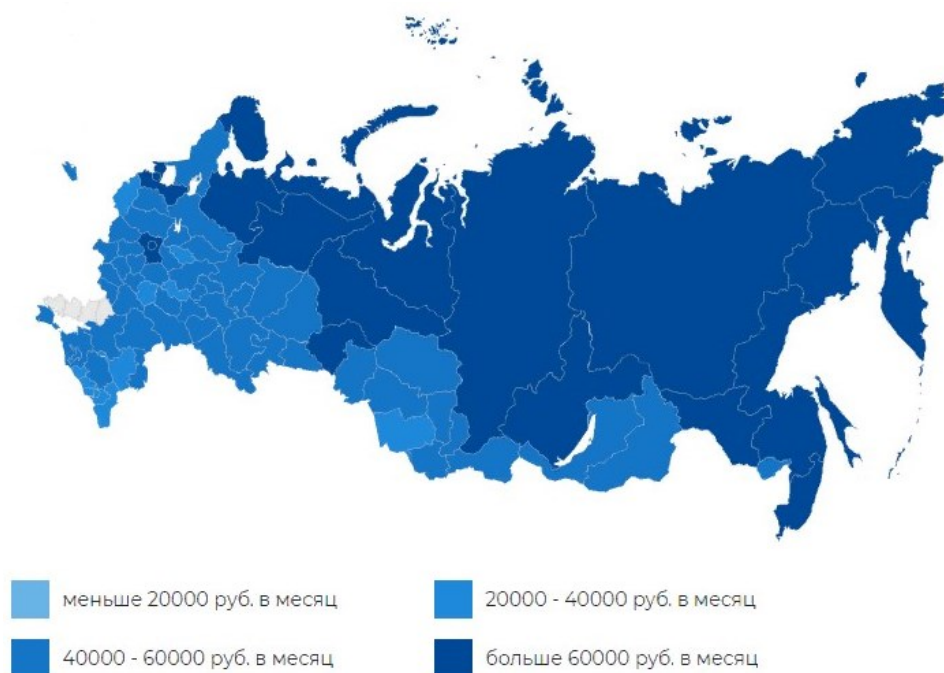 меньше 20000 руб. в месяц
20000 - 40000 руб. в месяц
40000 - 60000 руб. в месяц
больше 60000 руб. в месяц